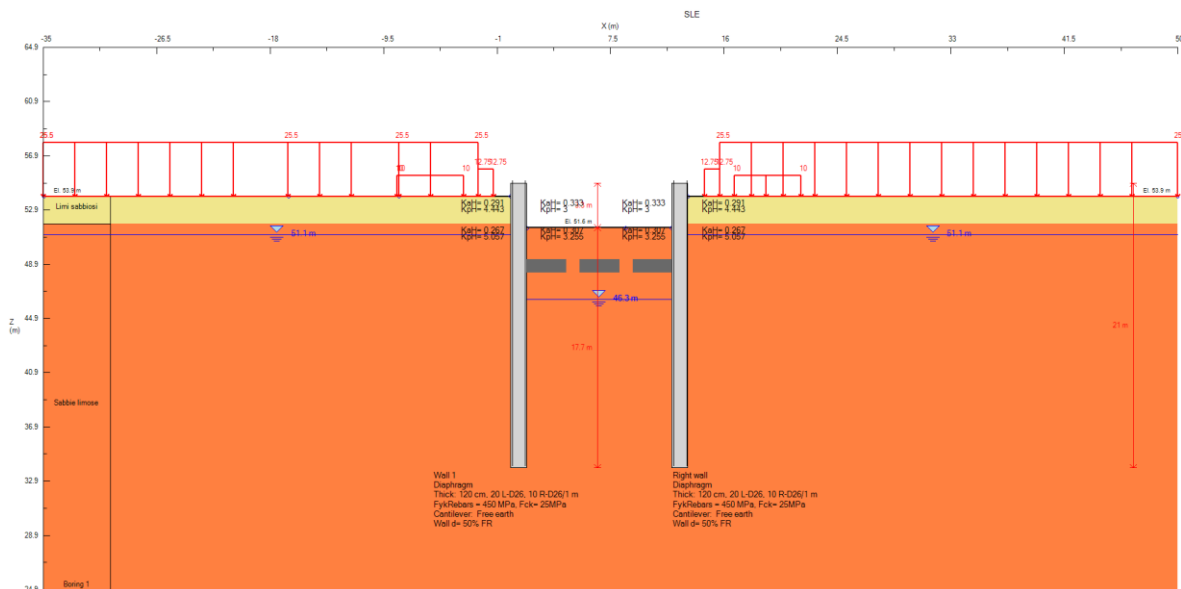 SLE
X (m)
-35 -26.5 -18 -9.5 -1 7.5 16 24.5 33 41.5 50
64.9
60.9
56.9
52.9
48.9
44.9
40.9
36.9
32.9
28.9
24.9
Z
(m)
25.5 25.5 25.5 25.5 25.5
10 12.75 12.75 12.75 12.75 10
El. 53.9 m El. 53.9 m
Limi sabbiosi
KaH= 0.291 KaH= 0.333 KaH= 0.333 KaH= 0.291
KpH= 4.443 KpH= 3 KpH= 3 KpH= 4.443
El. 51.6 m
KaH= 0.267 KaH= 0.307 KaH= 0.307 KaH= 0.267
KpH= 5.057 KpH= 3.255 KpH= 3.255 KpH= 5.057
51.1 m 51.1 m
46.3 m
21 m
17.7 m
Sabbie limose
Wall 1
Diaphragm
Thick: 120 cm, 20 L-D26, 10 R-D26/1 m
FykRebars = 450 MPa, Fck= 25MPa
Cantilever: Free earth
Wall d= 50% FR
Right wall
Diaphragm
Thick: 120 cm, 20 L-D26, 10 R-D26/1 m
FykRebars = 450 MPa, Fck= 25MPa
Cantilever: Free earth
Wall d= 50% FR
Boring 1